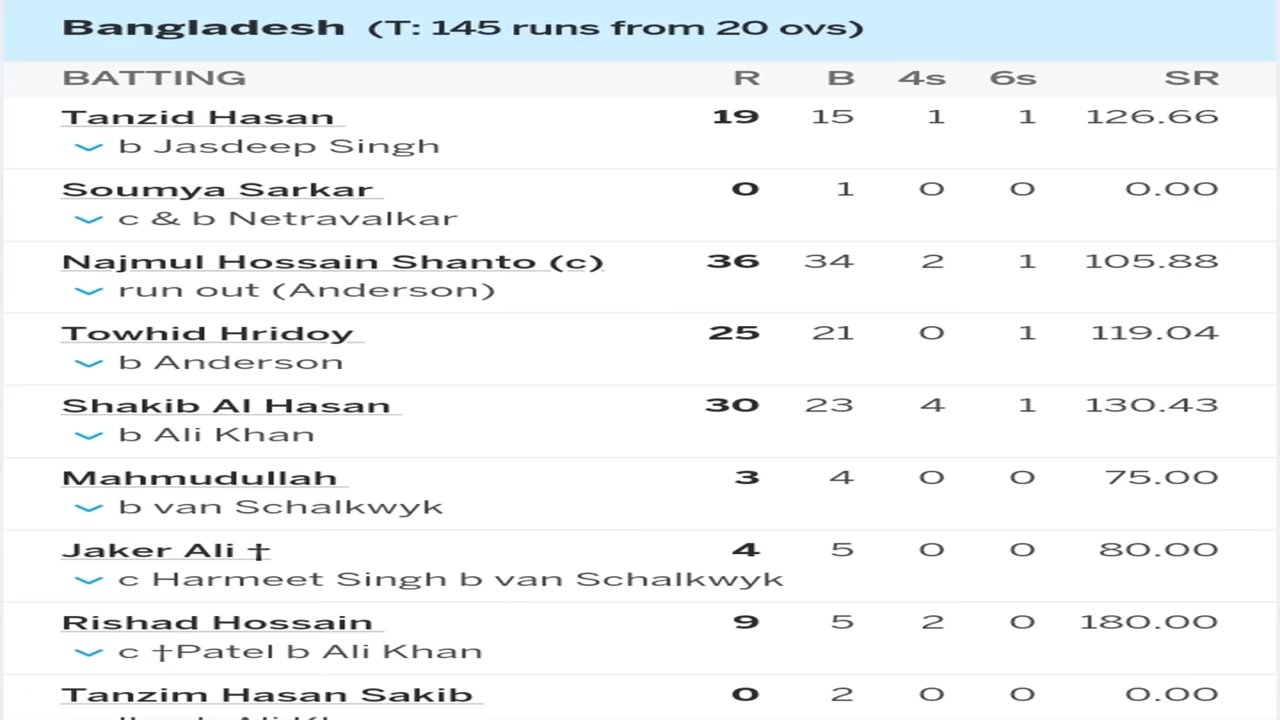 Bangladesh (T: 145 runs from 20 ovs)
BATTING R B 4s 6s SR
Tanzid Hasan 19 15 1 1 126.66
b Jasdeep Singh
Soumya Sarkar 0 1 0 0 0.00
c & b Netravalkar
Najmul Hossain Shanto (c) 36 34 2 1 105.88
run out (Anderson)
Towhid Hridoy 25 21 0 1 119.04
b Anderson
Shakib Al Hasan 30 23 4 1 130.43
b Ali Khan
Mahmudullah 3 4 0 0 75.00
b van Schalkwyk
Jaker Ali † 4 5 0 0 80.00
c Harmeet Singh b van Schalkwyk
Rishad Hossain 9 5 2 0 180.00
c †Patel b Ali Khan
Tanzim Hasan Sakib 0 2 0 0 0.00